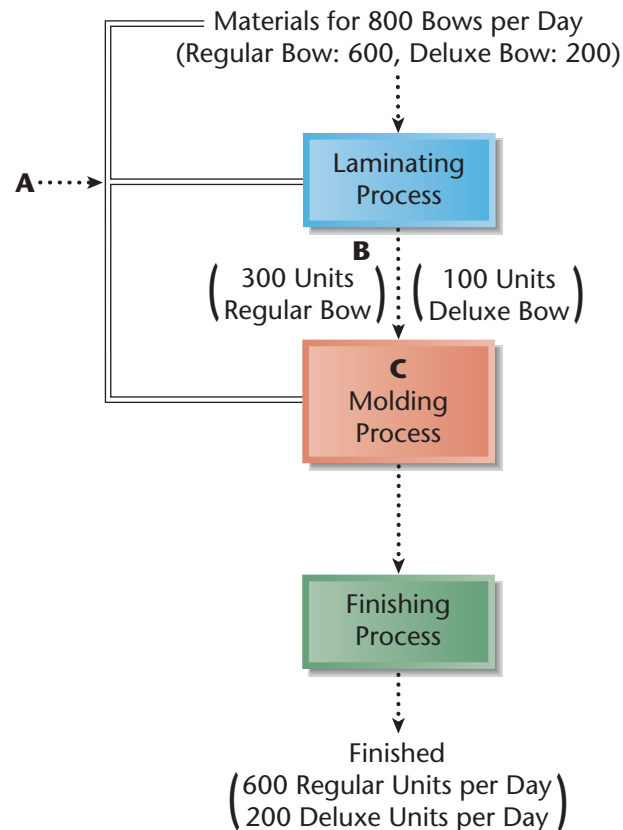 Materials for 800 Bows per Day
(Regular Bow: 600, Deluxe Bow: 200)
Laminating
Process
A
B
(300 Units
Regular Bow)
(100 Units
Deluxe Bow)
C
Molding
Process
Finishing
Process
Finished
(600 Regular Units per Day
200 Deluxe Units per Day)